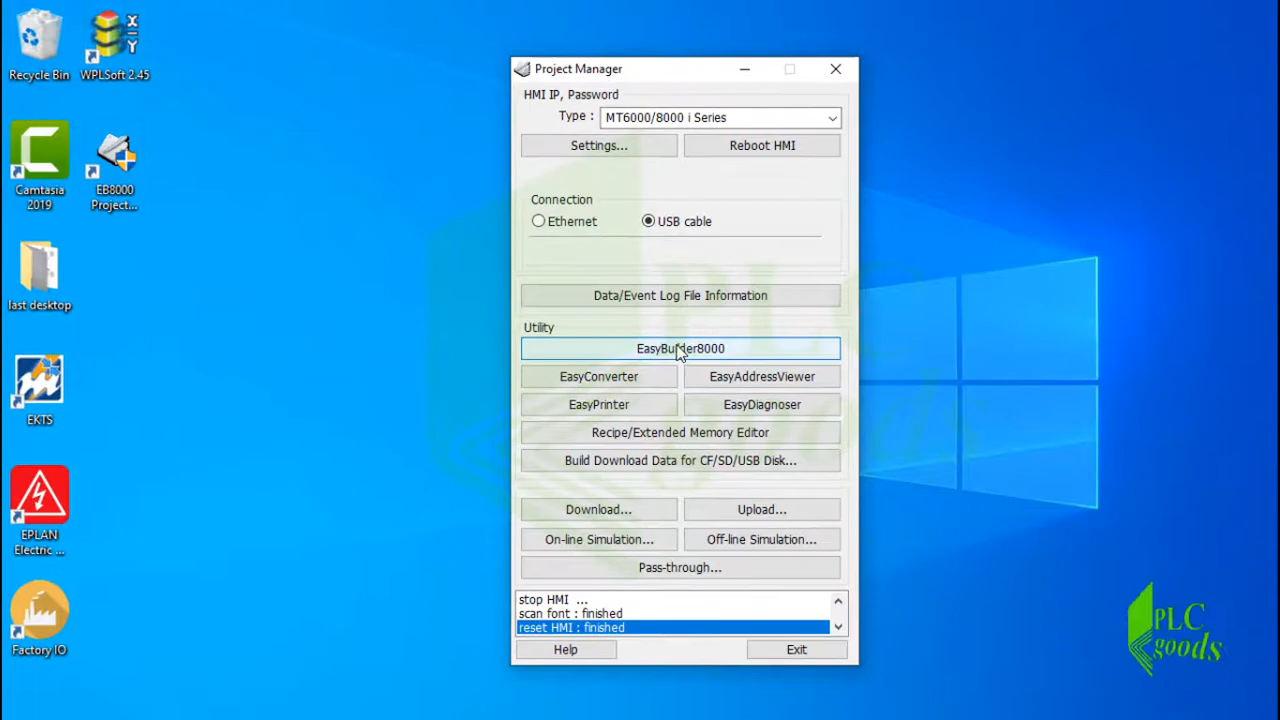 Recycle Bin
WPLSoft 2.45
X
Y
Camtasia
2019
EB8000
Project...
last desktop
EKTS
EPLAN
Electric ...
Factory IO
Project Manager
HMI IP, Password
Type :
MT6000/8000 i Series
Settings...
Reboot HMI
Connection
Ethernet
USB cable
Data/Event Log File Information
Utility
EasyBuilder8000
EasyConverter
EasyAddressViewer
EasyPrinter
EasyDiagnoser
Recipe/Extended Memory Editor
Build Download Data for CF/SD/USB Disk...
Download...
Upload...
On-line Simulation...
Off-line Simulation...
Pass-through...
stop HMI ...
scan font : finished
reset HMI : finished
Help
Exit
PLC
goods
PLC
goods